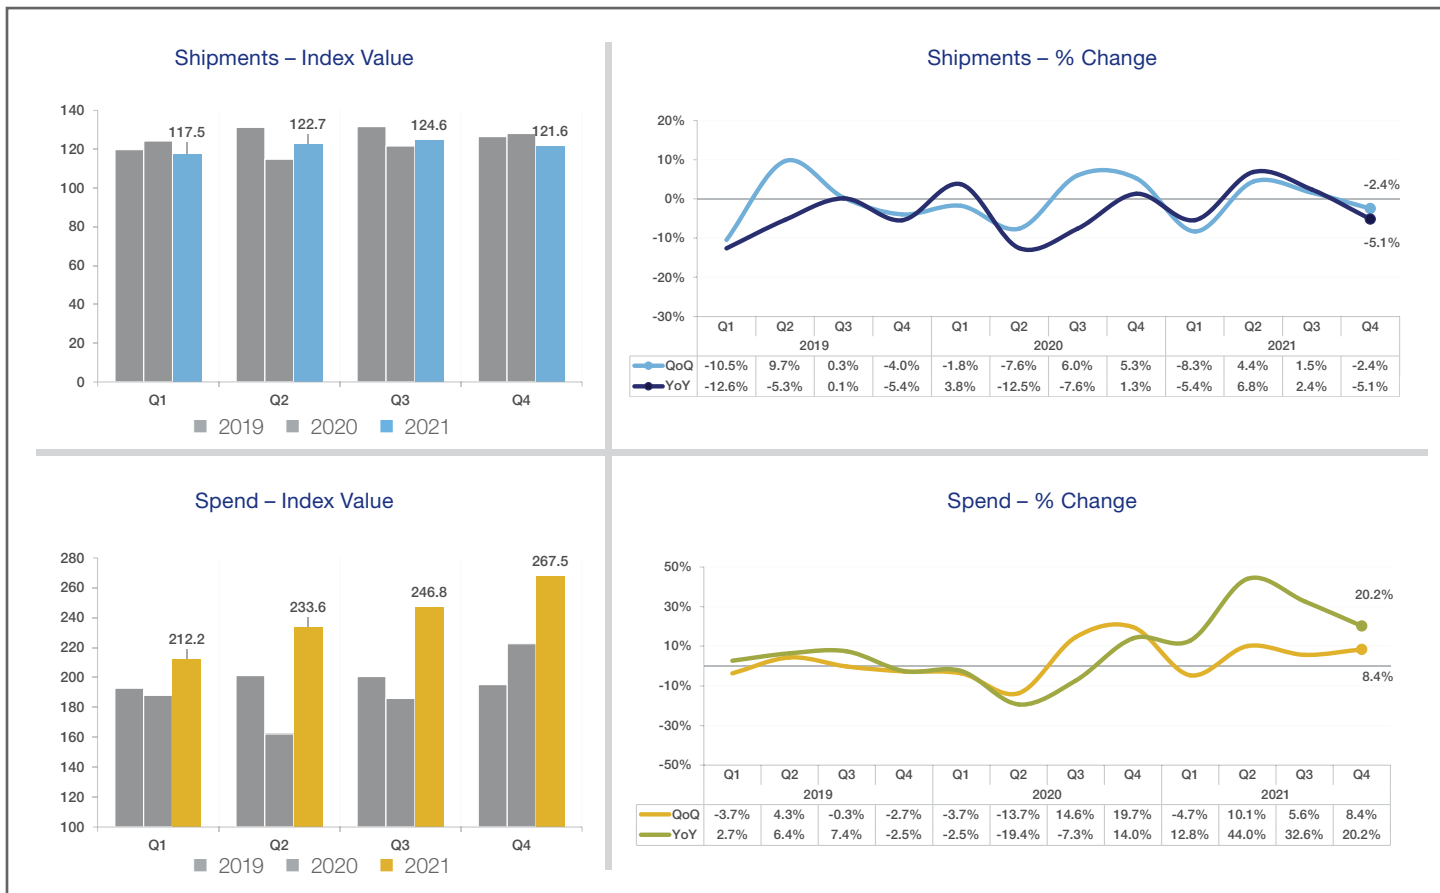 Shipments – Index Value
140
120
100
80
60
40
20
0
117.5
122.7
124.6
121.6
Q1 Q2 Q3 Q4
2019 2020 2021
Shipments – % Change
20%
10%
0%
-10%
-20%
-30%
-2.4%
-5.1%
Q1 Q2 Q3 Q4 Q1 Q2 Q3 Q4 Q1 Q2 Q3 Q4
2019 2020 2021
QoQ -10.5% 9.7% 0.3% -4.0% -1.8% -7.6% 6.0% 5.3% -8.3% 4.4% 1.5% -2.4%
YoY -12.6% -5.3% 0.1% -5.4% 3.8% -12.5% -7.6% 1.3% -5.4% 6.8% 2.4% -5.1%
Spend – Index Value
280
260
240
220
200
180
160
140
120
100
212.2
233.6
246.8
267.5
Q1 Q2 Q3 Q4
2019 2020 2021
Spend – % Change
50%
30%
10%
-10%
-30%
-50%
20.2%
8.4%
Q1 Q2 Q3 Q4 Q1 Q2 Q3 Q4 Q1 Q2 Q3 Q4
2019 2020 2021
QoQ -3.7% 4.3% -0.3% -2.7% -3.7% -13.7% 14.6% 19.7% -4.7% 10.1% 5.6% 8.4%
YoY 2.7% 6.4% 7.4% -2.5% -2.5% -19.4% -7.3% 14.0% 12.8% 44.0% 32.6% 20.2%